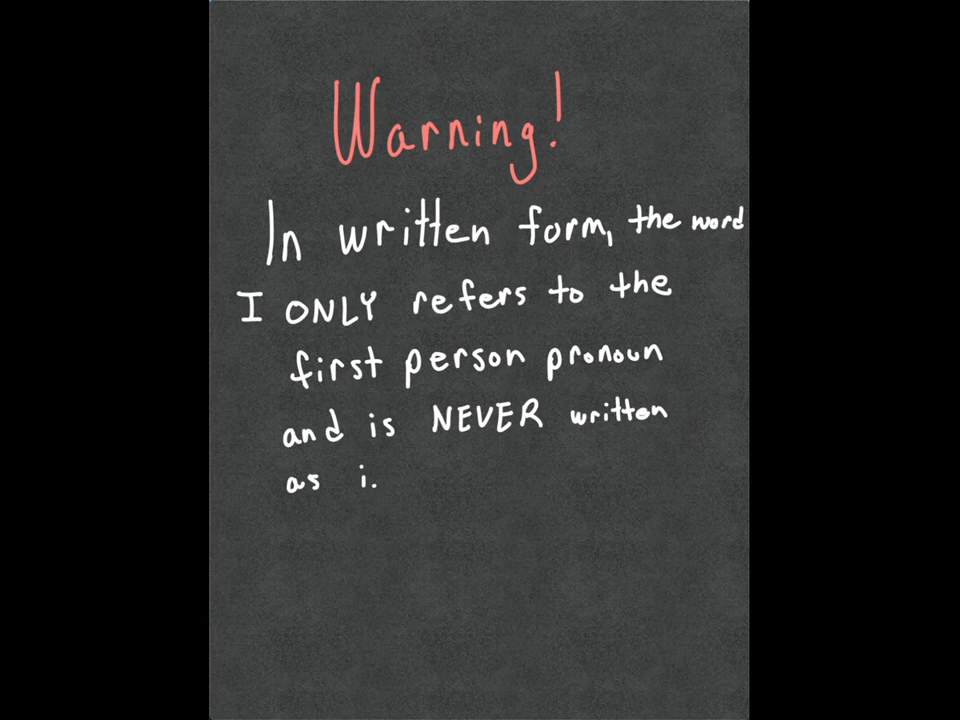 Warning!
In written form, the word
I ONLY refers to the
first person pronoun
and is NEVER written
as i.